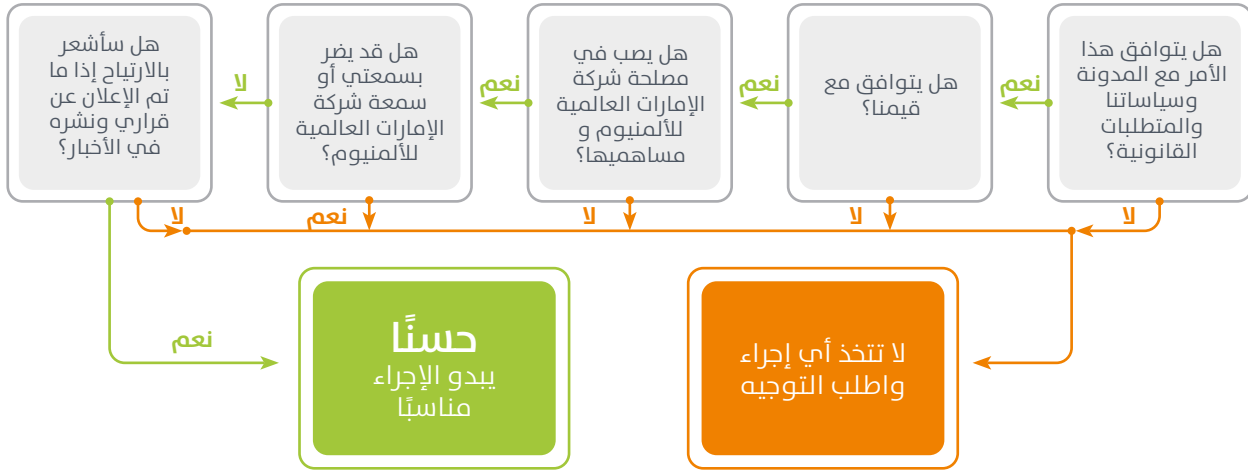 هل يتوافق هذا
الأمر مع المدونة
وسياساتنا
والمتطلبات
القانونية؟
نعم
لا
هل يتوافق مع
قيمنا؟
نعم
لا
هل يصب في
مصلحة شركة
الإمارات العالمية
للألمنيوم و
مساهميها؟
نعم
لا
هل قد يضر
بسمعتي أو
سمعة شركة
الإمارات العالمية
للألمنيوم؟
لا
نعم
هل سأشعر
بالارتياح إذا ما
تم الإعلان عن
قراري ونشره
في الأخبار؟
لا
نعم
لا تتخذ أي إجراء
واطلب التوجيه
حسنًا
يبدو الإجراء
مناسبًا